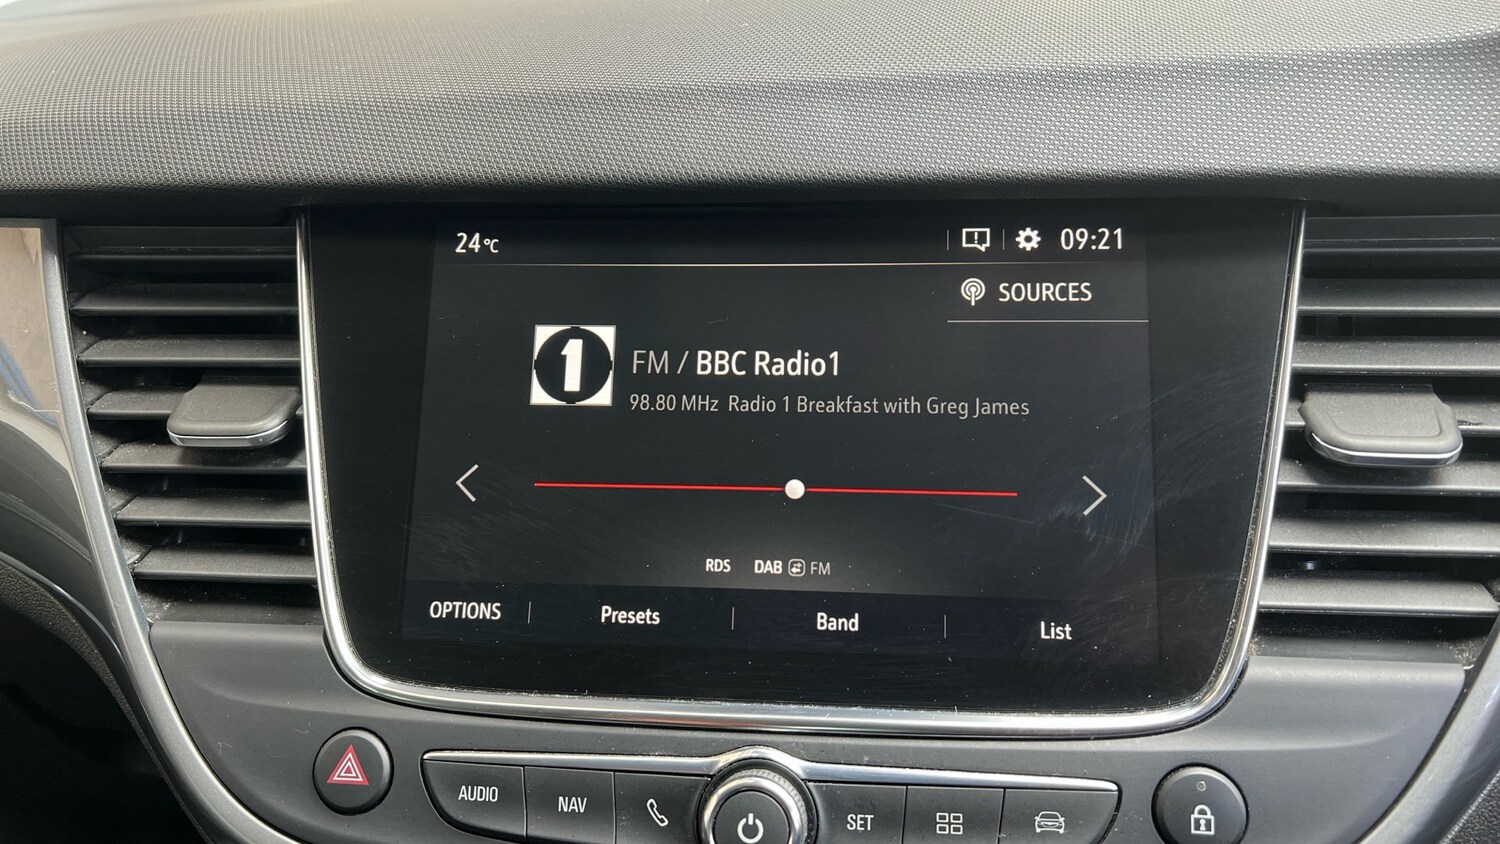 24°C
09:21
SOURCES
1
FM / BBC Radio1
98.80 MHz Radio 1 Breakfast with Greg James
RDS DAB FM
OPTIONS Presets Band List
AUDIO NAV SET